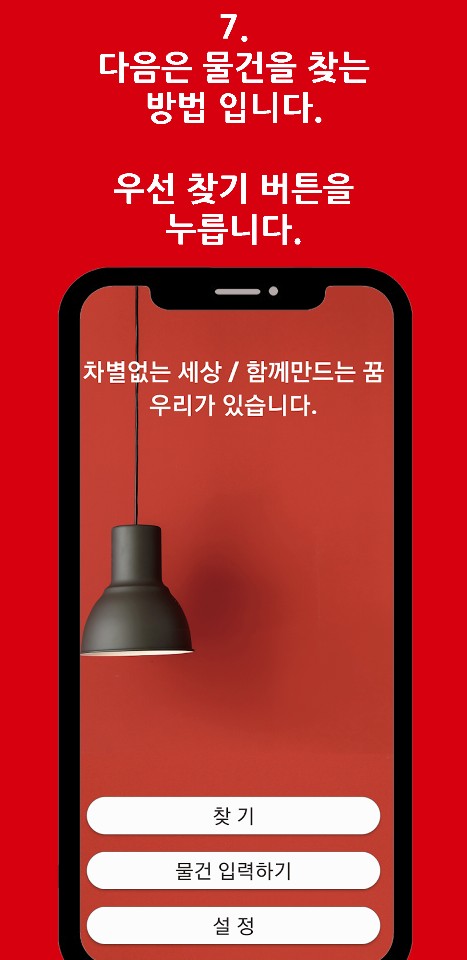 7.
다음은 물건을 찾는
방법 입니다.
우선 찾기 버튼을
누릅니다.
차별없는 세상 / 함께만드는 꿈
우리가 있습니다.
찾 기
물건 입력하기
설 정